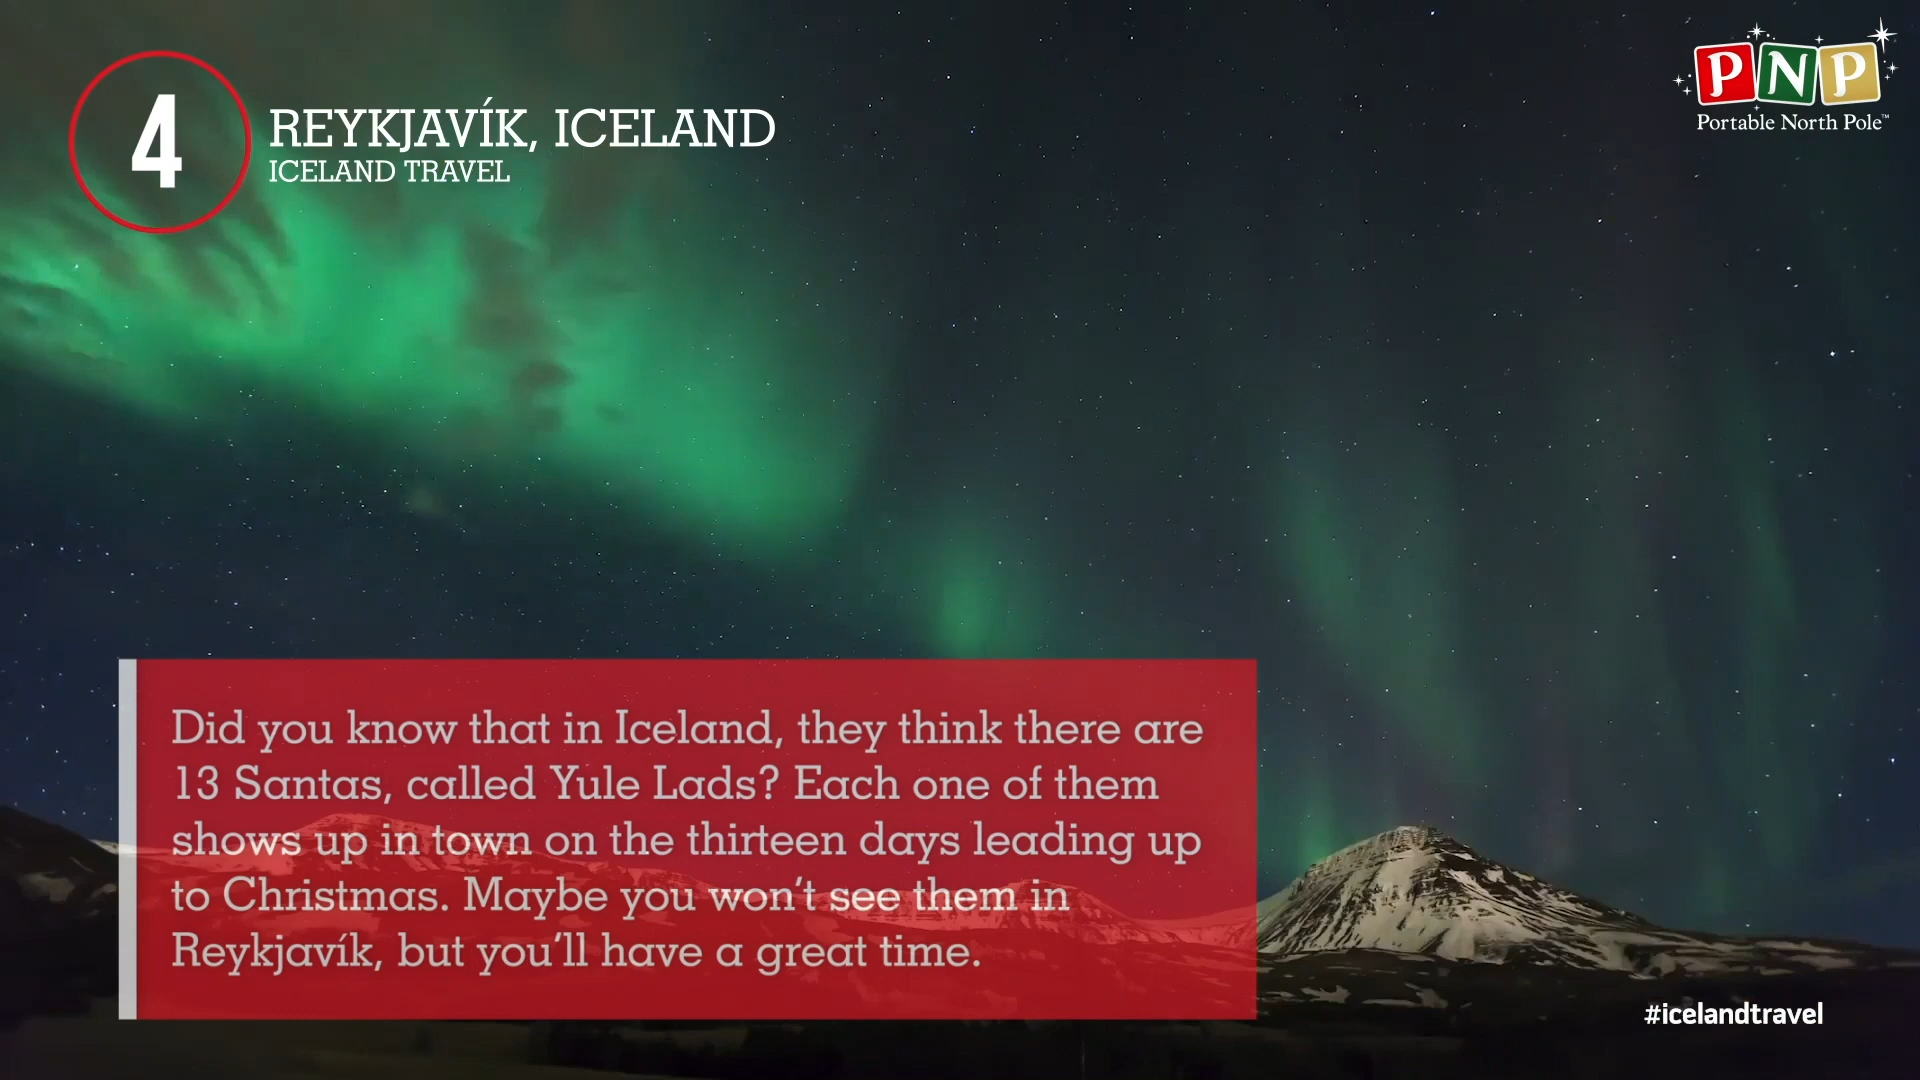 4
REYKJAVÍK, ICELAND
ICELAND TRAVEL
PNP
Portable North Pole™
Did you know that in Iceland, they think there are
13 Santas, called Yule Lads? Each one of them
shows up in town on the thirteen days leading up
to Christmas. Maybe you won't see them in
Reykjavík, but you'll have a great time.
#icelandtravel